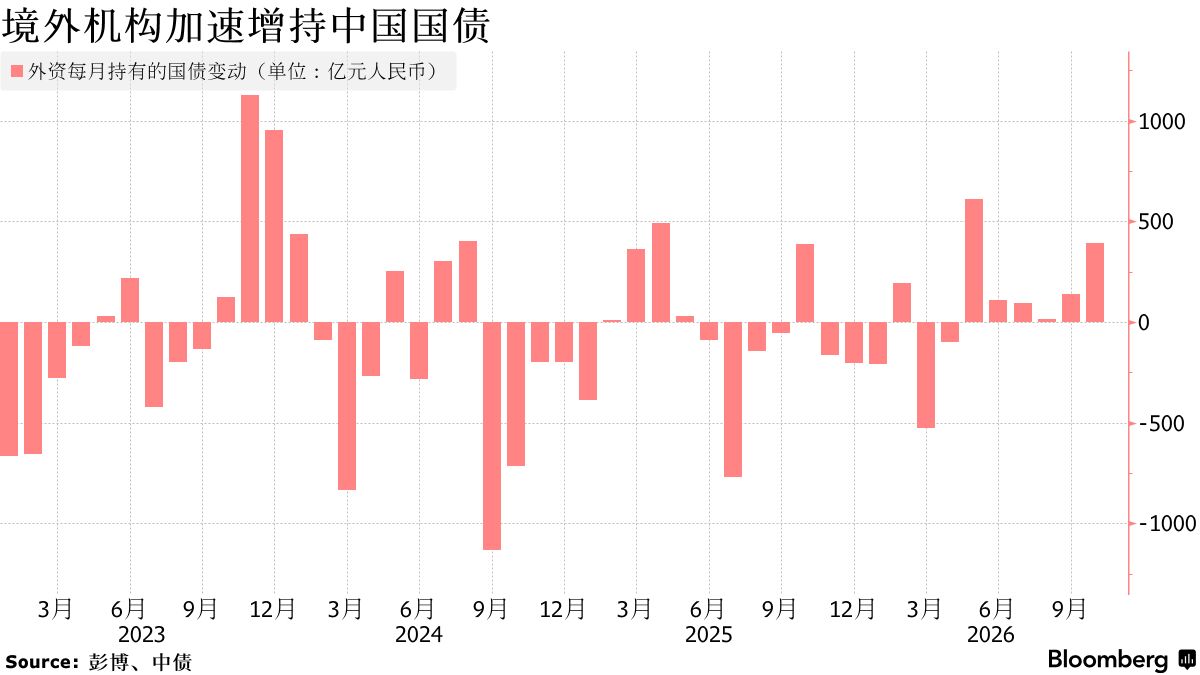 境外机构加速增持中国国债
外资每月持有的国债变动（单位：亿元人民币）
1000
500
0
-500
-1000
3月 6月 9月 12月 3月 6月 9月 12月 3月 6月 9月 12月 3月 6月 9月
2023 2024 2025 2026
Source: 彭博、中债
Bloomberg